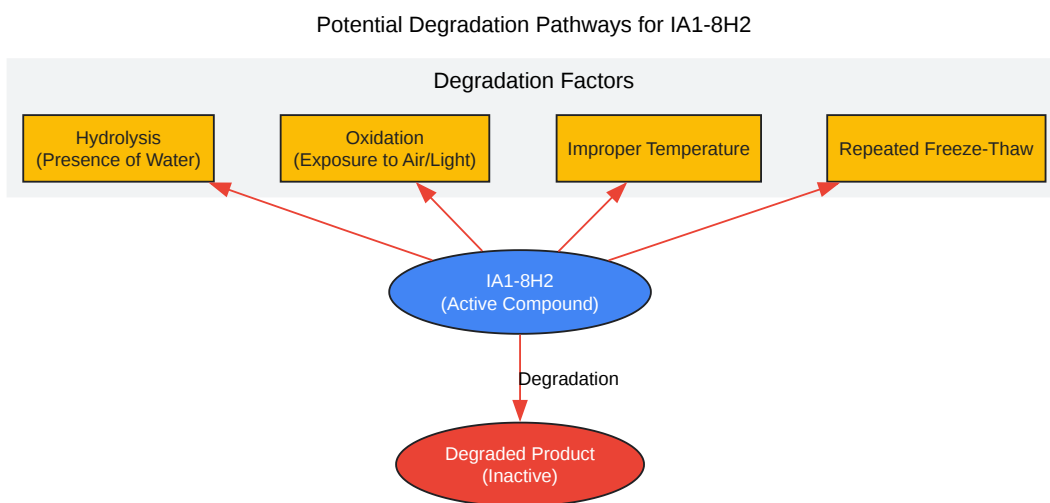 Potential Degradation Pathways for IA1-8H2
Degradation Factors
Hydrolysis
(Presence of Water)
Oxidation
(Exposure to Air/Light)
Improper Temperature
Repeated Freeze-Thaw
IA1-8H2
(Active Compound)
Degradation
Degraded Product
(Inactive)